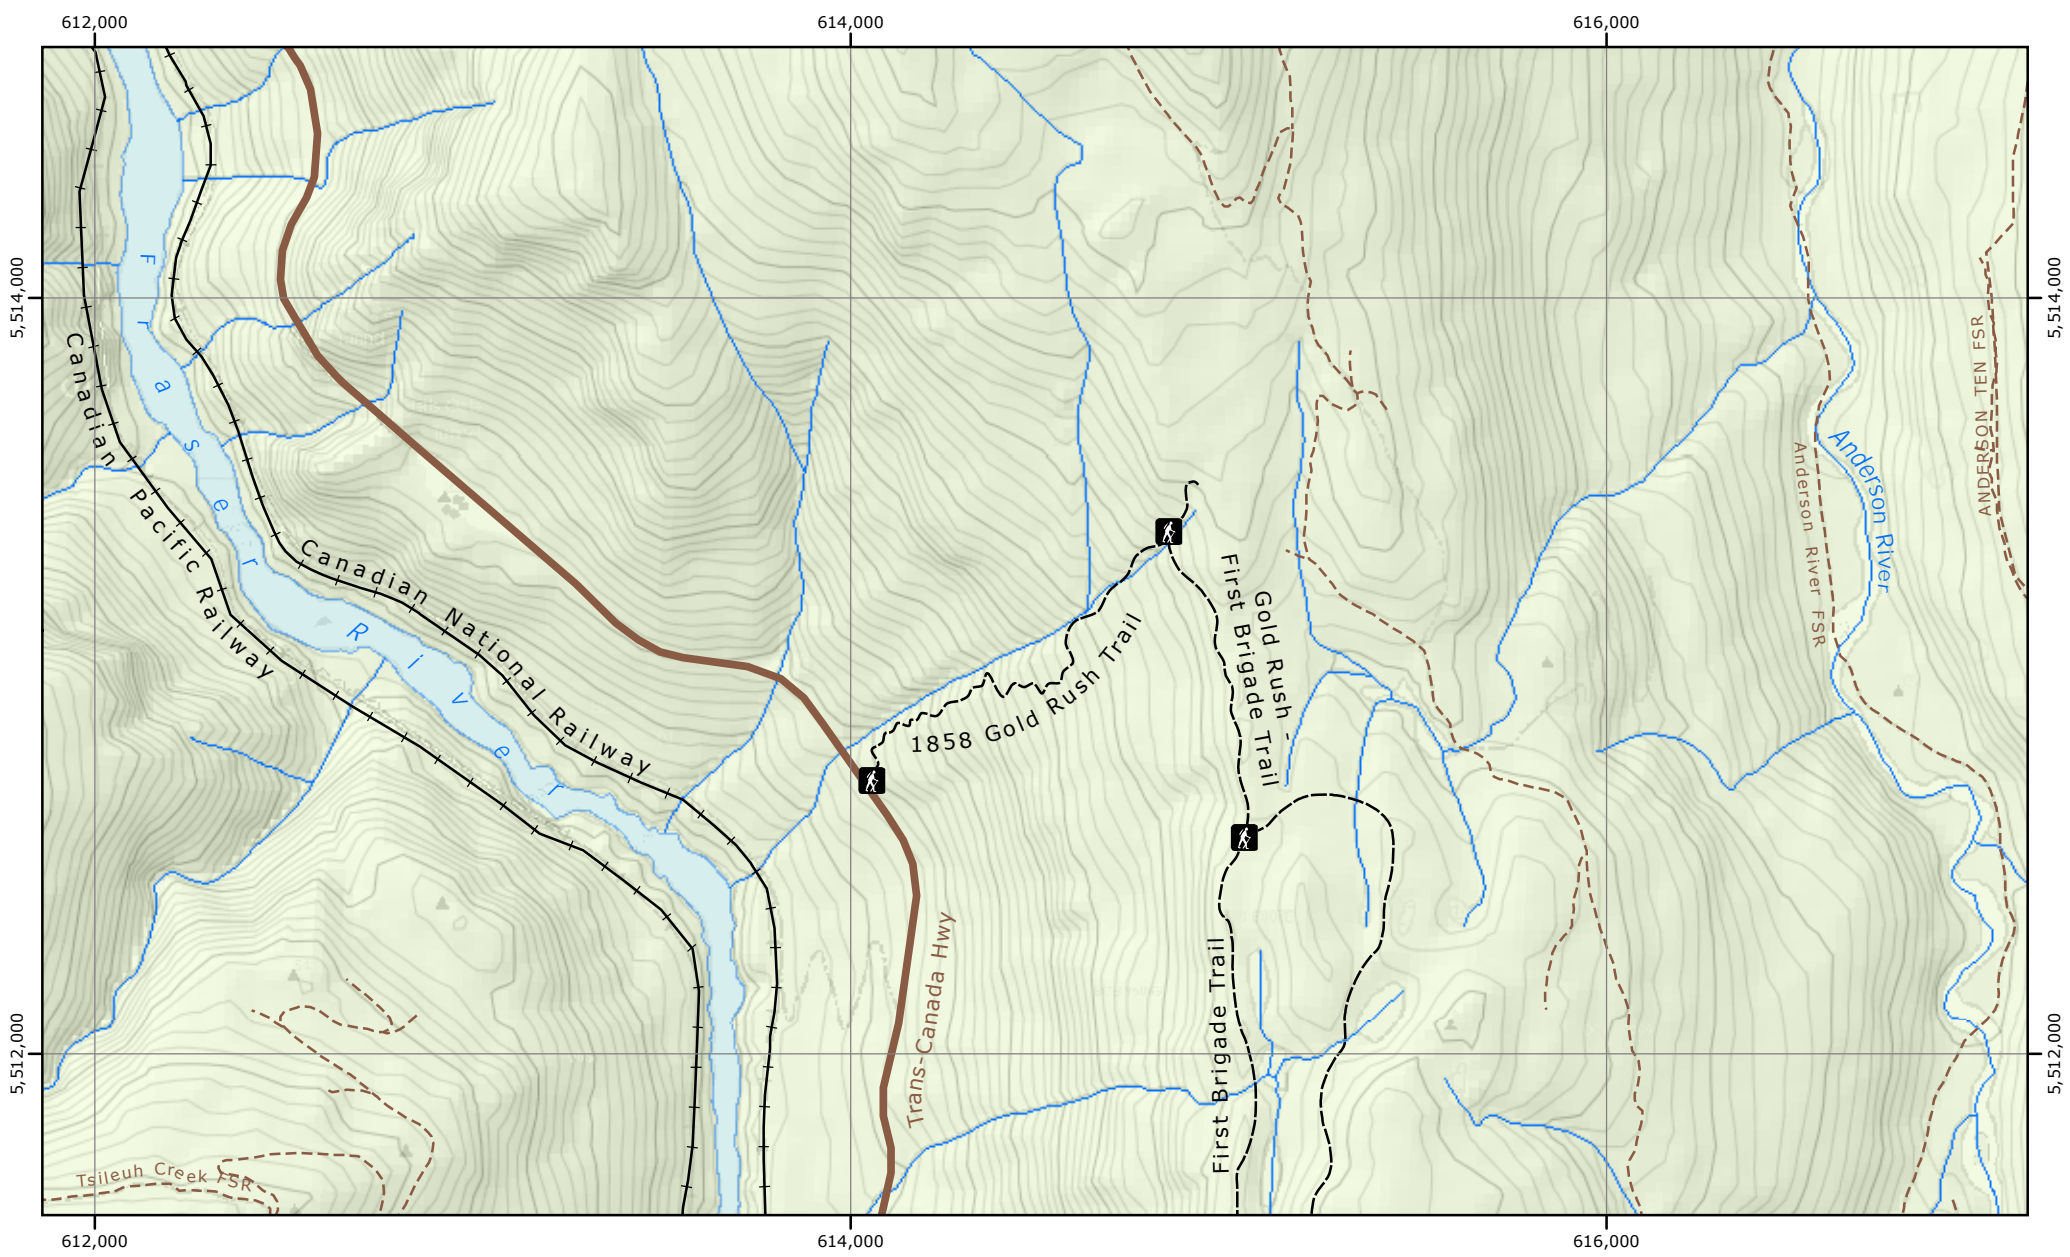 612,000
614,000
616,000
5,514,000
5,514,000
Fraser River
Canadian
Pacific Railway
Canadian National Railway
ANDERSON TEN FSR
Anderson River
Anderson River FSR
Gold Rush -
First Brigade Trail
1858 Gold Rush Trail
First Brigade Trail
Trans-Canada Hwy
5,512,000
5,512,000
Tsileuh Creek FSR
612,000
614,000
616,000